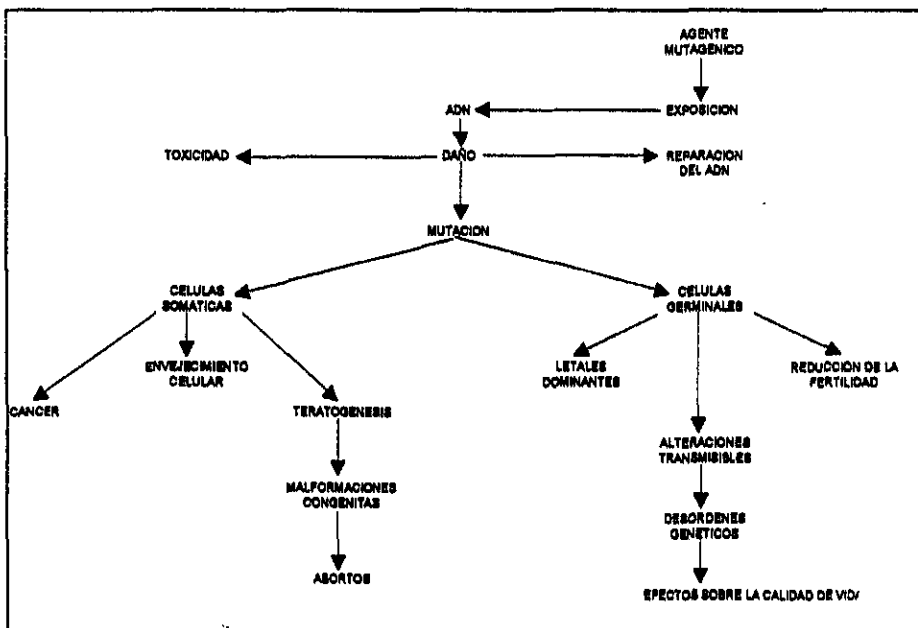 AGENTE
MUTAGENICO
ADN
EXPOSICION
TOXICIDAD
DAÑO
REPARACION
DEL ADN
MUTACION
CELULAS
SOMATICAS
CELULAS
GERMINALES
ENVEJECIMIENTO
CELULAR
LETALES
DOMINANTES
REDUCCION DE LA
FERTILIDAD
CANCER
TERATOGENESIS
ALTERACIONES
TRANSMISIBLES
MALFORMACIONES
CONGENITAS
DESORDENES
GENETICOS
ABORTOS
EFECTOS SOBRE LA CALIDAD DE VID